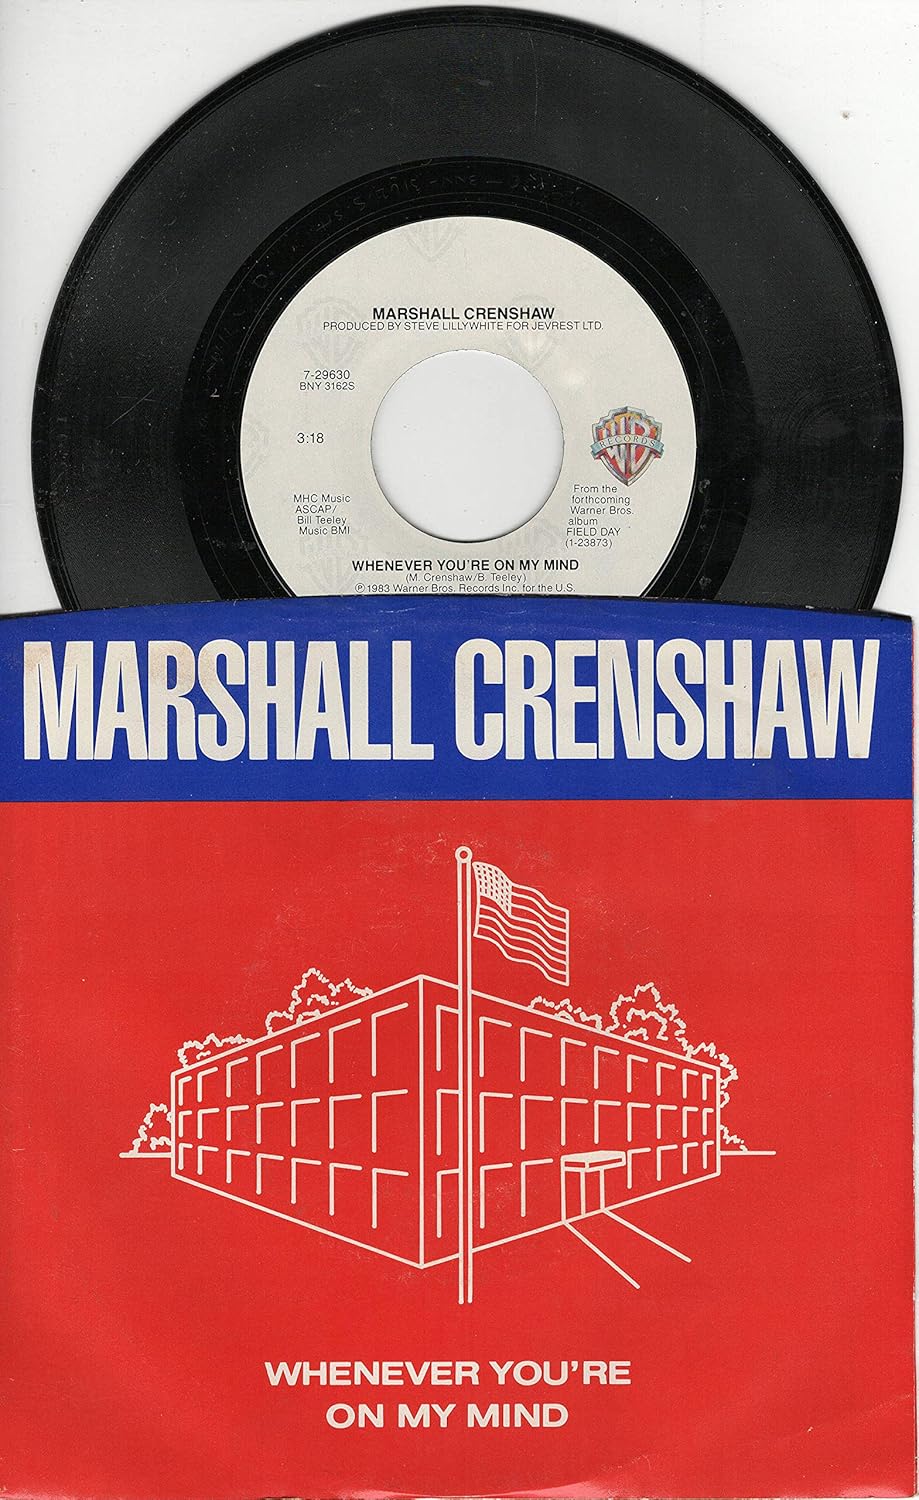 MARSHALL CRENSHAW
PRODUCED BY STEVE LILLYWHITE FOR JEVREST LTD.
7-29630
BNY 3162S
3:18
MHC Music
ASCAP/
Bill Teeley
Music BMI
WB
RECORDS
From the
forthcoming
Warner Bros.
album
FIELD DAY
(1-23873)
WHENEVER YOU'RE ON MY MIND
(M. Crenshaw/B. Teeley)
℗ 1983 Warner Bros. Records Inc. for the U.S.
MARSHALL CRENSHAW
WHENEVER YOU'RE
ON MY MIND